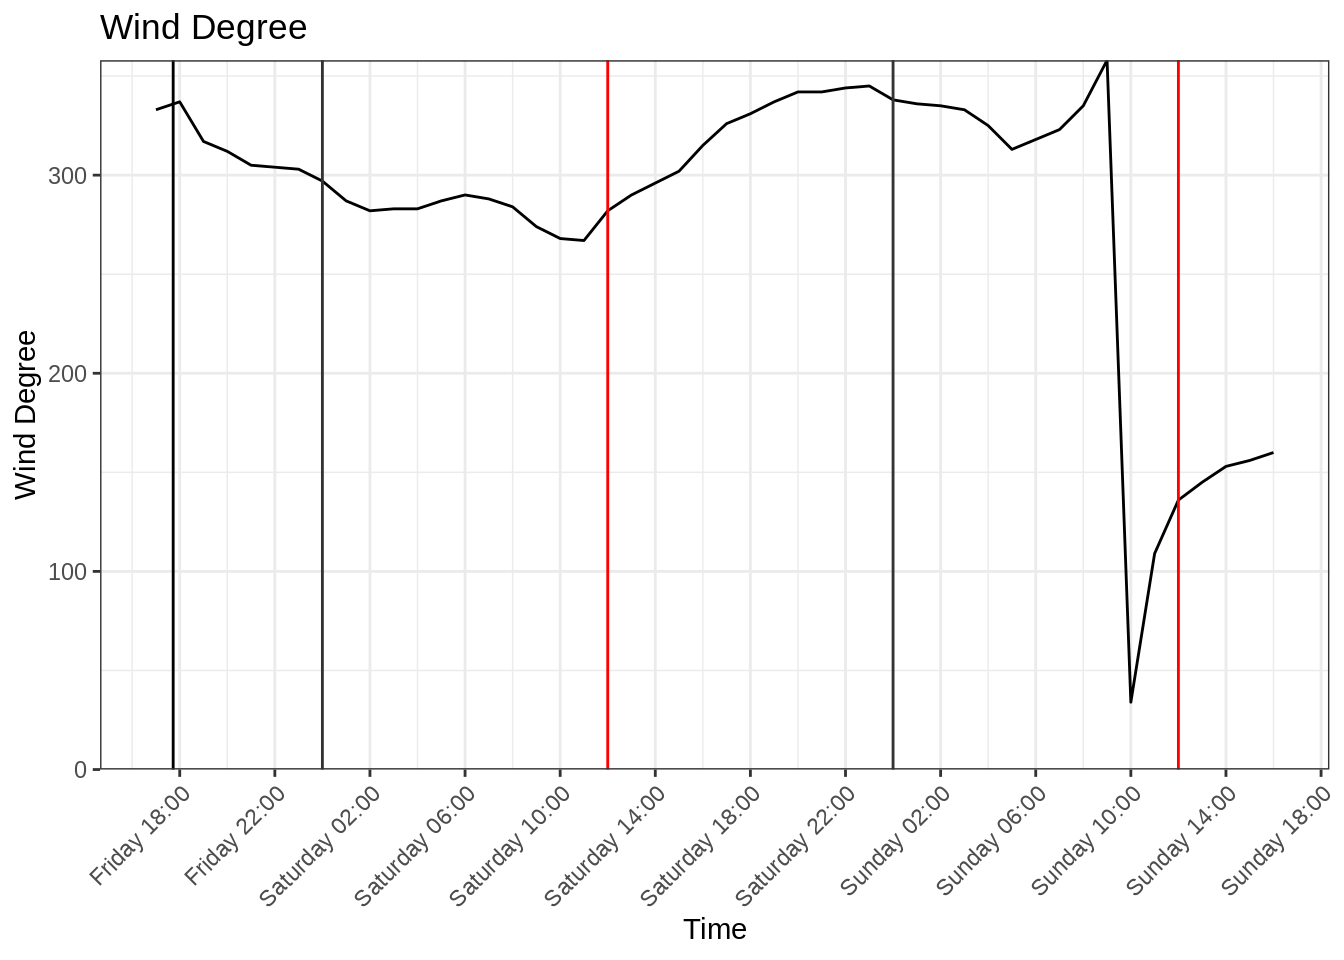 Wind Degree
Wind Degree
300
200
100
0
Friday 18:00
Friday 22:00
Saturday 02:00
Saturday 06:00
Saturday 10:00
Saturday 14:00
Saturday 18:00
Saturday 22:00
Sunday 02:00
Sunday 06:00
Sunday 10:00
Sunday 14:00
Sunday 18:00
Time